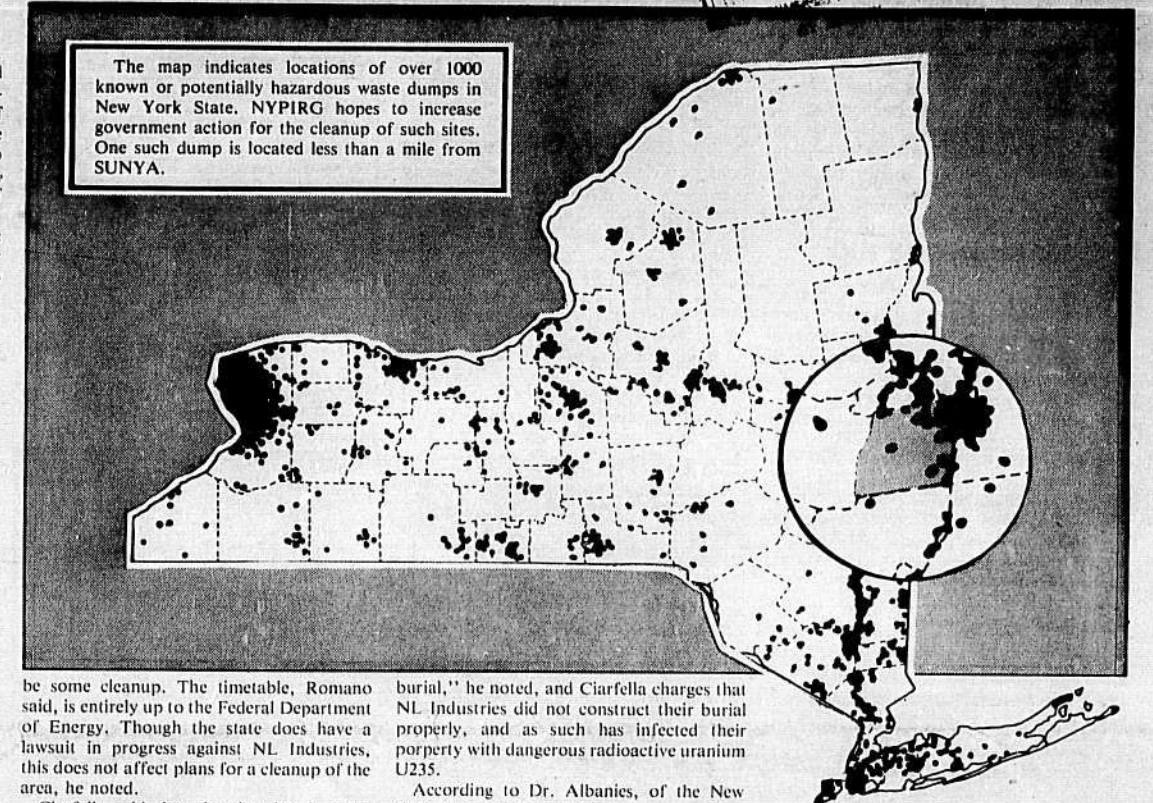 The map indicates locations of over 1000
known or potentially hazardous waste dumps in
New York State. NYPIRG hopes to increase
government action for the cleanup of such sites.
One such dump is located less than a mile from
SUNYA.
be some cleanup. The timetable, Romano
said, is entirely up to the Federal Department
of Energy. Though the state does have a
lawsuit in progress against NL Industries,
this does not affect plans for a cleanup of the
area, he noted.
burial," he noted, and Ciarfella charges that
NL Industries did not construct their burial
properly, and as such has infected their
porperty with dangerous radioactive uranium
U235.
According to Dr. Albanies, of the New